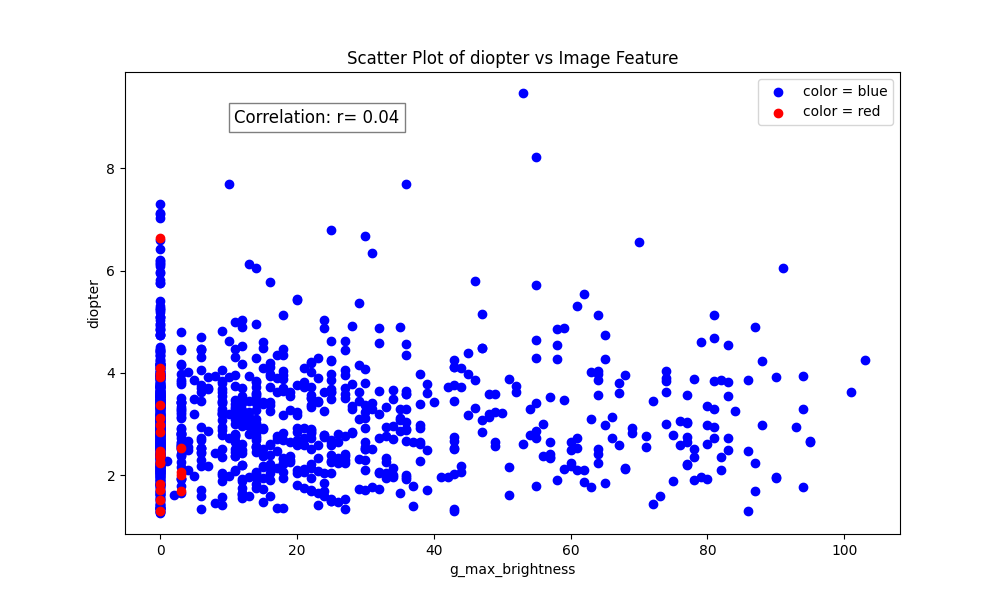 Scatter Plot of diopter vs Image Feature
Correlation: r= 0.04
color = blue
color = red
diopter
8
6
4
2
0
20
40
60
80
100
g_max_brightness